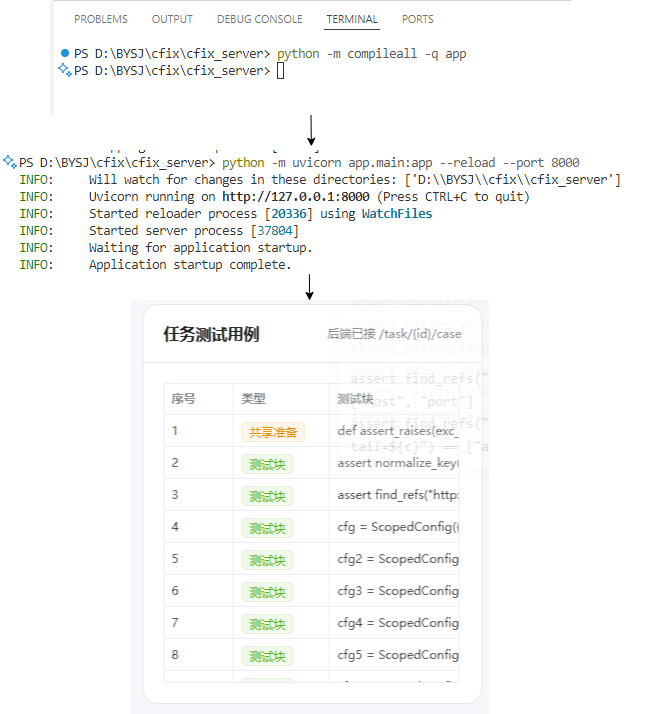 PROBLEMS OUTPUT DEBUG CONSOLE TERMINAL PORTS
PS D:\BYSJ\cfix\cfix_server> python -m compileall -q app
PS D:\BYSJ\cfix\cfix_server>
PS D:\BYSJ\cfix\cfix_server> python -m uvicorn app.main:app --reload --port 8000
INFO: Will watch for changes in these directories: ['D:\\BYSJ\\cfix\\cfix_server']
INFO: Uvicorn running on http://127.0.0.1:8000 (Press CTRL+C to quit)
INFO: Started reloader process [20336] using WatchFiles
INFO: Started server process [37804]
INFO: Waiting for application startup.
INFO: Application startup complete.
任务测试用例 后端已接 /task/{id}/case
序号 类型 测试块
1 共享准备 def assert_raises(exc_
2 测试块 assert normalize_key(
3 测试块 assert find_refs("http:
4 测试块 cfg = ScopedConfig({
5 测试块 cfg2 = ScopedConfig
6 测试块 cfg3 = ScopedConfig
7 测试块 cfg4 = ScopedConfig
8 测试块 cfg5 = ScopedConfig
assert find_refs("
"port"]
assert find_refs("
tail=${c}") == ["a